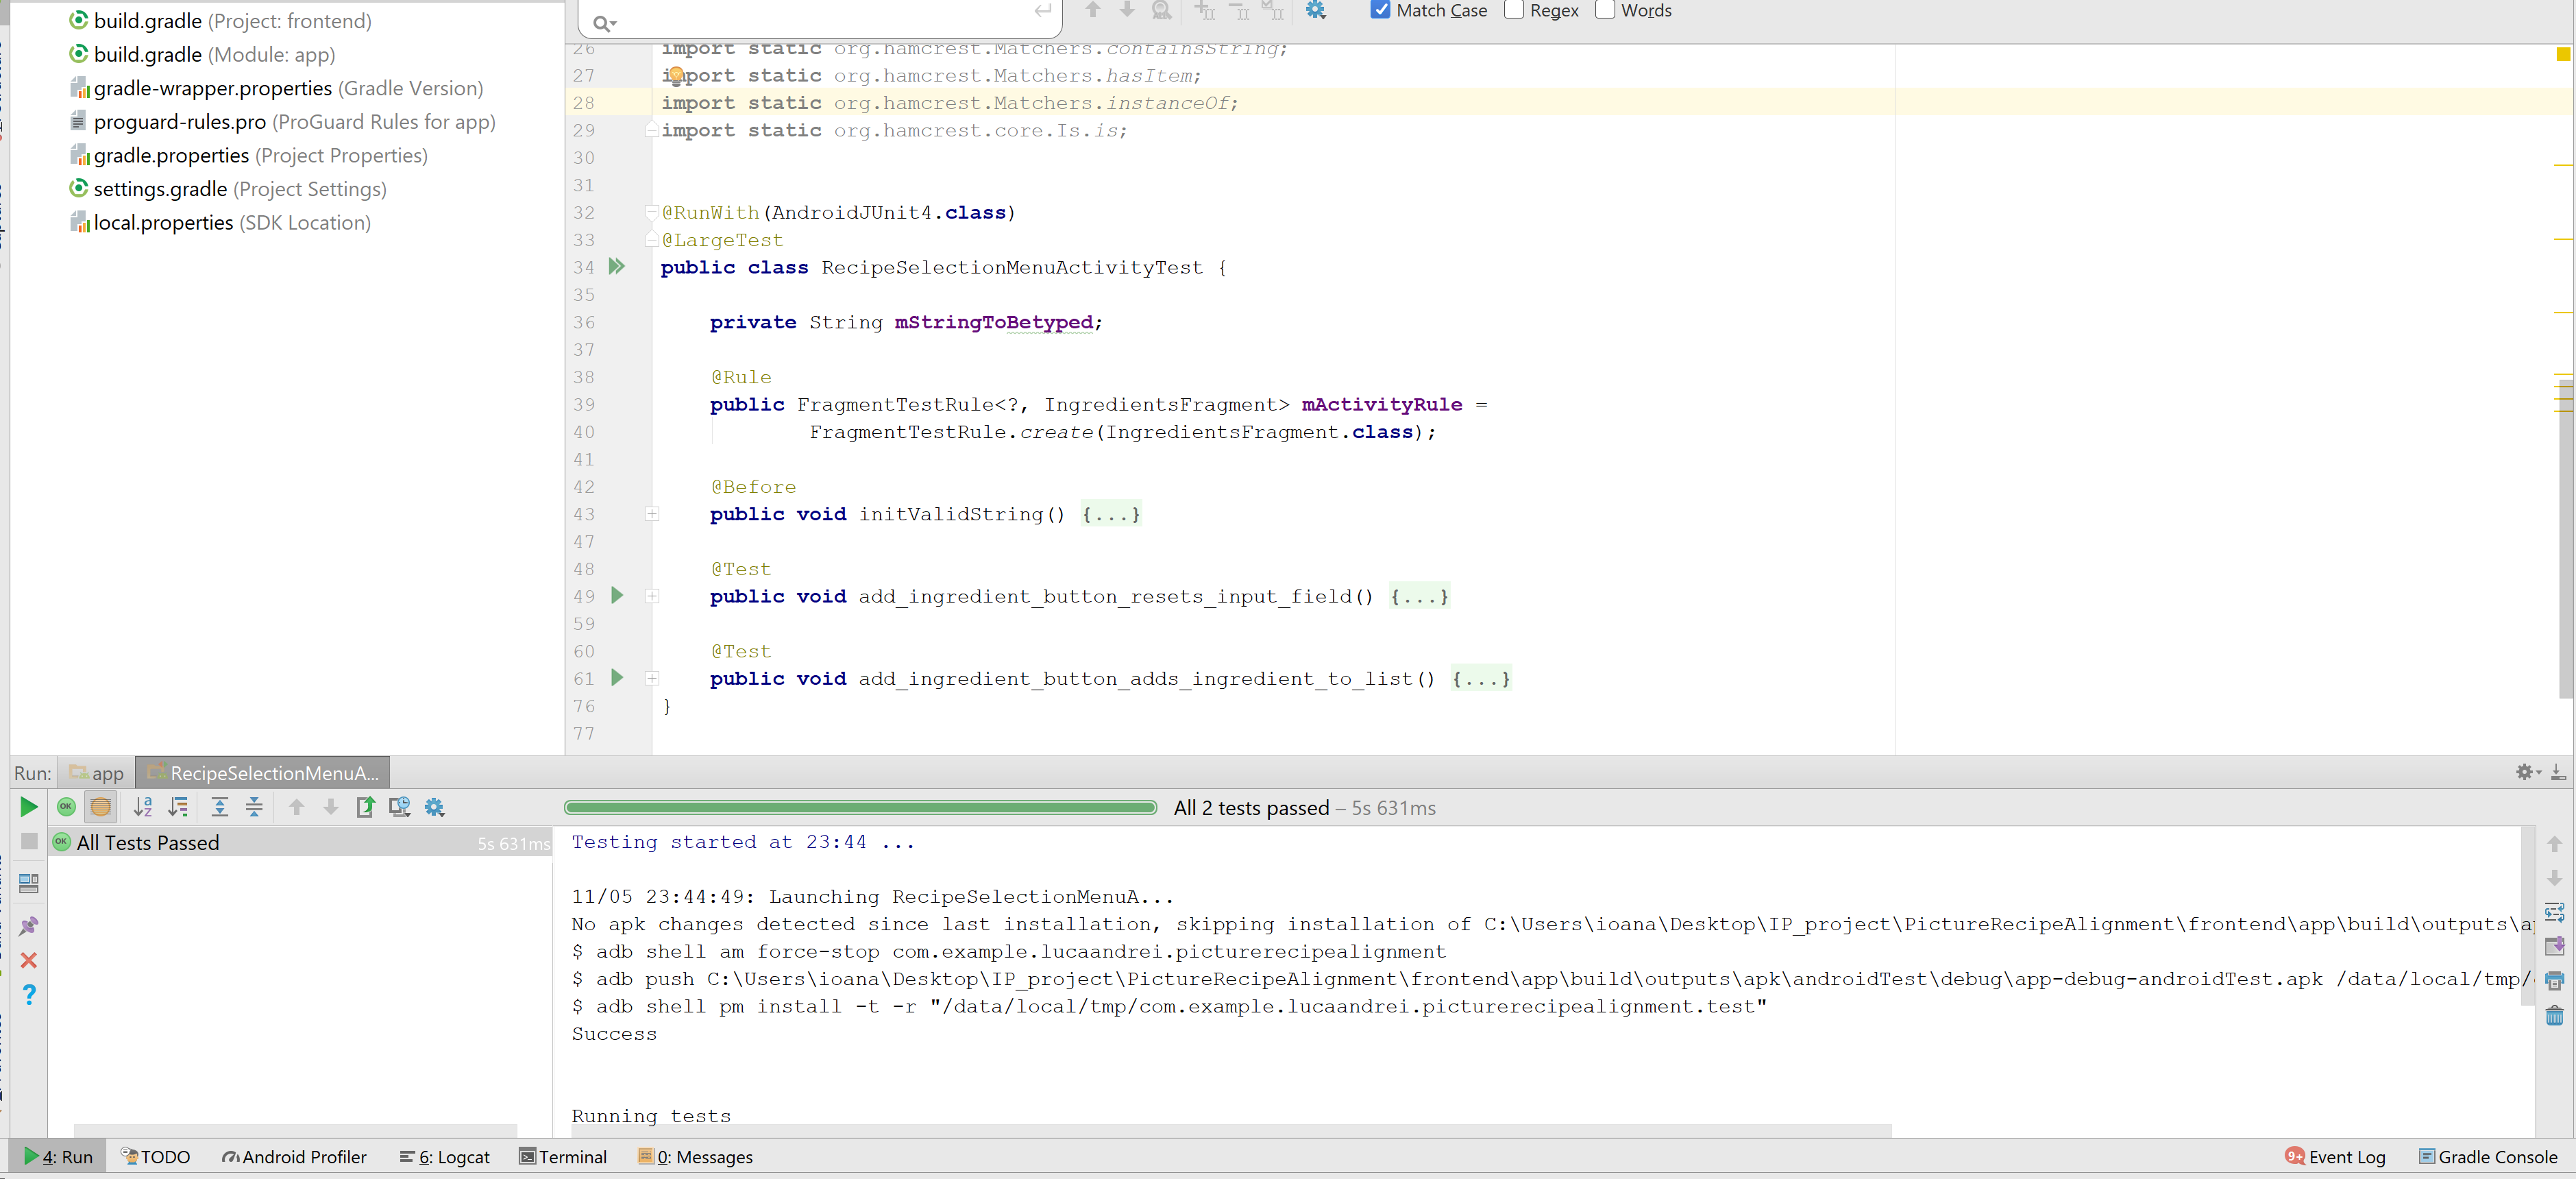 build.gradle (Project: frontend)
build.gradle (Module: app)
gradle-wrapper.properties (Gradle Version)
proguard-rules.pro (ProGuard Rules for app)
gradle.properties (Project Properties)
settings.gradle (Project Settings)
local.properties (SDK Location)
Match Case Regex Words
26 import static org.hamcrest.Matchers.containsString;
27 import static org.hamcrest.Matchers.hasItem;
28 import static org.hamcrest.Matchers.instanceOf;
29 import static org.hamcrest.core.Is.is;
30
31
32 @RunWith(AndroidJUnit4.class)
33 @LargeTest
34 public class RecipeSelectionMenuActivityTest {
35
36 private String mStringToBetyped;
37
38 @Rule
39 public FragmentTestRule<?, IngredientsFragment> mActivityRule =
40 FragmentTestRule.create(IngredientsFragment.class);
41
42 @Before
43 public void initValidString() {...}
47
48 @Test
49 public void add_ingredient_button_resets_input_field() {...}
59
60 @Test
61 public void add_ingredient_button_adds_ingredient_to_list() {...}
76 }
77
Run: app RecipeSelectionMenuA...
All 2 tests passed – 5s 631ms
All Tests Passed 5s 631ms
Testing started at 23:44 ...
11/05 23:44:49: Launching RecipeSelectionMenuA...
No apk changes detected since last installation, skipping installation of C:\Users\ioana\Desktop\IP_project\PictureRecipeAlignment\frontend\app\build\outputs\a
$ adb shell am force-stop com.example.lucaandrei.picturerecipealignment
$ adb push C:\Users\ioana\Desktop\IP_project\PictureRecipeAlignment\frontend\app\build\outputs\apk\androidTest\debug\app-debug-androidTest.apk /data/local/tmp/
$ adb shell pm install -t -r "/data/local/tmp/com.example.lucaandrei.picturerecipealignment.test"
Success
Running tests
4: Run TODO Android Profiler 6: Logcat Terminal 0: Messages 9+ Event Log Gradle Console